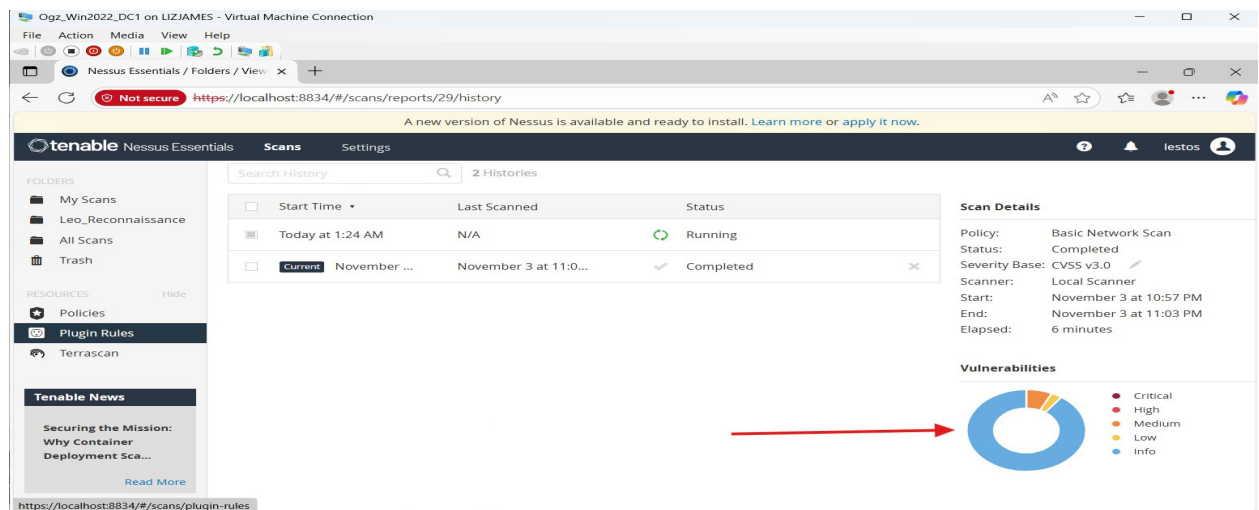 Ogz_Win2022_DC1 on LIZJAMES - Virtual Machine Connection
File Action Media View Help
Nessus Essentials / Folders / View
Not secure https://localhost:8834/#/scans/reports/29/history
A new version of Nessus is available and ready to install. Learn more or apply it now.
tenable Nessus Essentials Scans Settings lestos
FOLDERS
My Scans
Leo_Reconnaissance
All Scans
Trash
RESOURCES Hide
Policies
Plugin Rules
Terrascan
Tenable News
Securing the Mission:
Why Container
Deployment Sca...
Read More
https://localhost:8834/#/scans/plugin-rules
Search History 2 Histories
Start Time Last Scanned Status
Today at 1:24 AM N/A Running
Current November ... November 3 at 11:0... Completed
Scan Details
Policy: Basic Network Scan
Status: Completed
Severity Base: CVSS v3.0
Scanner: Local Scanner
Start: November 3 at 10:57 PM
End: November 3 at 11:03 PM
Elapsed: 6 minutes
Vulnerabilities
Critical
High
Medium
Low
Info